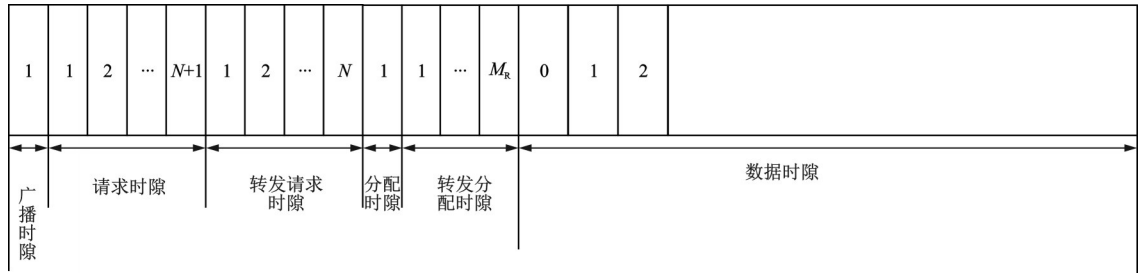 1 1 2 ... N+1 1 2 ... N 1 1 ... M_R 0 1 2
广播时隙
请求时隙
转发请求
时隙
分配
时隙
转发分
配时隙
数据时隙